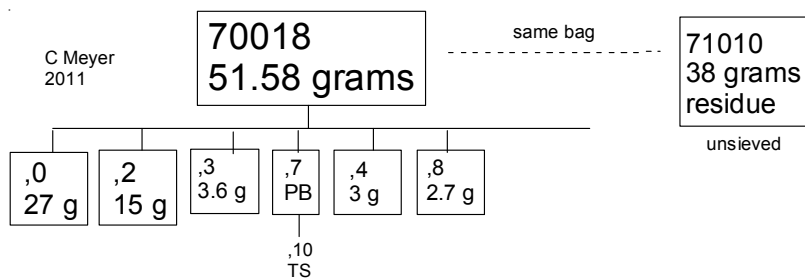 C Meyer
2011
70018
51.58 grams
same bag
71010
38 grams
residue
unsieved
,0
27 g
,2
15 g
,3
3.6 g
,7
PB
,4
3 g
,8
2.7 g
,10
TS